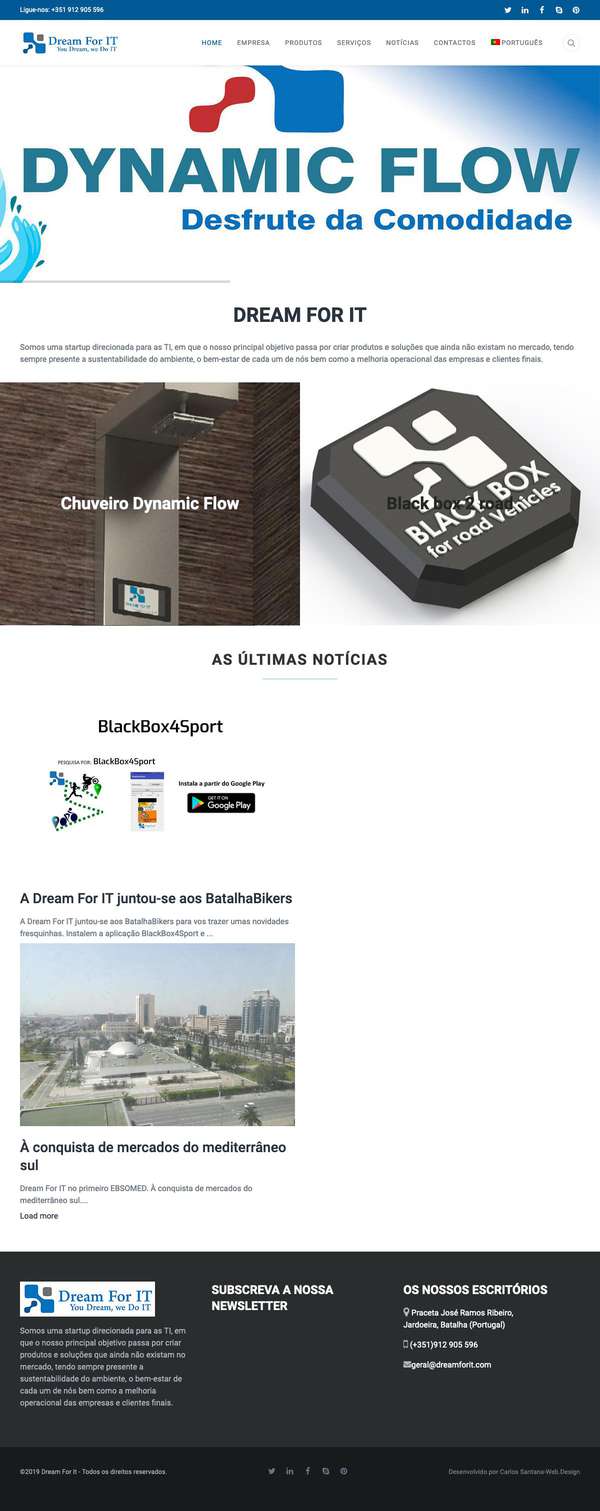 Ligue-nos: +351 912 905 596
Dream For IT
You Dream, we Do IT
HOME EMPRESA PRODUTOS SERVIÇOS NOTÍCIAS CONTACTOS PORTUGUÊS
DYNAMIC FLOW
Desfrute da Comodidade
DREAM FOR IT
Somos uma startup direcionada para as TI, em que o nosso principal objetivo passa por criar produtos e soluções que ainda não existam no mercado, tendo
sempre presente a sustentabilidade do ambiente, o bem-estar de cada um de nós bem como a melhoria operacional das empresas e clientes finais.
Chuveiro Dynamic Flow
Black box 2 road
BLACK BOX
for road Vehicles
AS ÚLTIMAS NOTÍCIAS
BlackBox4Sport
PESQUISA POR: BlackBox4Sport
Instala a partir do Google Play
GET IT ON
Google Play
A Dream For IT juntou-se aos BatalhaBikers
A Dream For IT juntou-se aos BatalhaBikers para vos trazer umas novidades
fresquinhas. Instalem a aplicação BlackBox4Sport e ...
À conquista de mercados do mediterrâneo
sul
Dream For IT no primeiro EBSOMED. À conquista de mercados do
mediterrâneo sul....
Load more
Dream For IT
You Dream, we Do IT
Somos uma startup direcionada para as TI, em
que o nosso principal objetivo passa por criar
produtos e soluções que ainda não existam no
mercado, tendo sempre presente a
sustentabilidade do ambiente, o bem-estar de
cada um de nós bem como a melhoria
operacional das empresas e clientes finais.
SUBSCREVA A NOSSA
NEWSLETTER
OS NOSSOS ESCRITÓRIOS
Praceta José Ramos Ribeiro,
Jardoeira, Batalha (Portugal)
(+351)912 905 596
geral@dreamforit.com
©2019 Dream For It - Todos os direitos reservados.
Desenvolvido por Carlos Santana-Web Design